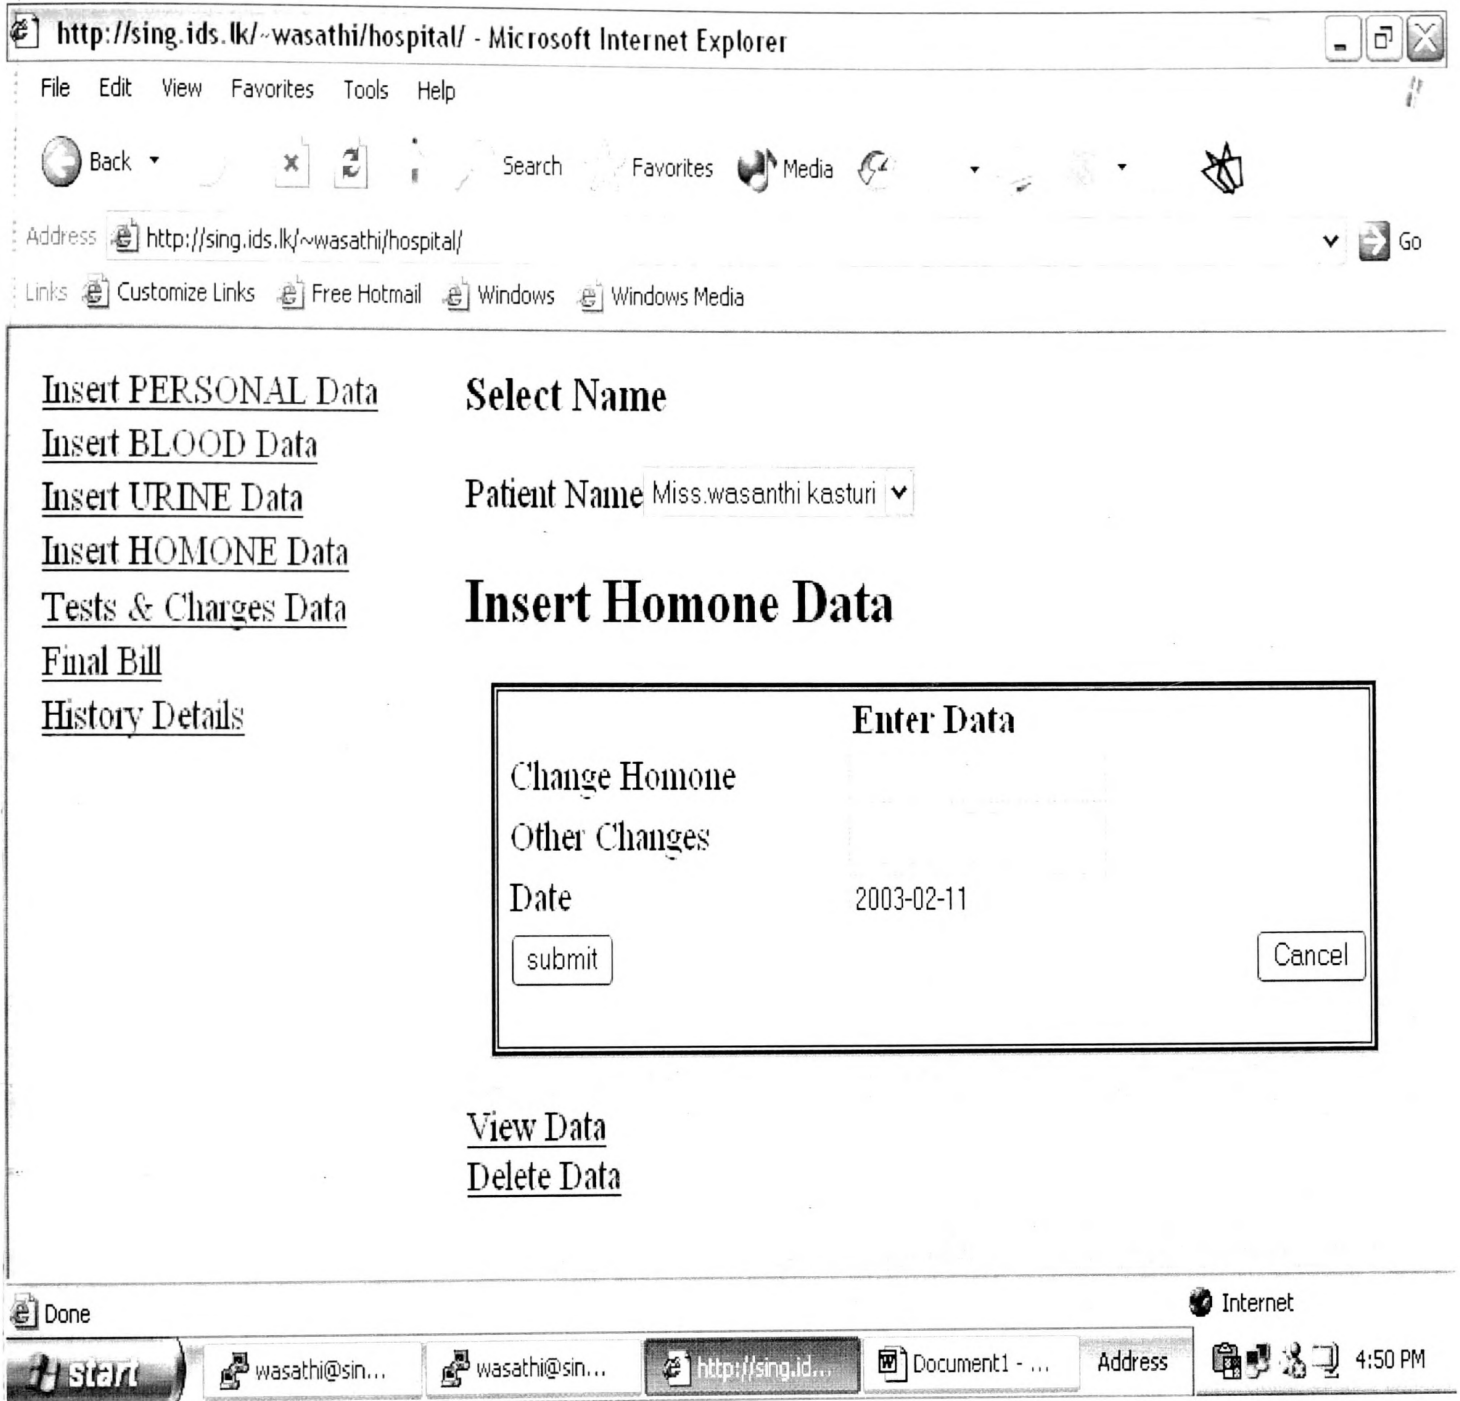 http://sing.ids.lk/~wasathi/hospital/ - Microsoft Internet Explorer
File Edit View Favorites Tools Help
Back Search Favorites Media
Address http://sing.ids.lk/~wasathi/hospital/ Go
Links Customize Links Free Hotmail Windows Windows Media
Insert PERSONAL Data
Insert BLOOD Data
Insert URINE Data
Insert HOMONE Data
Tests & Charges Data
Final Bill
History Details
Select Name
Patient Name Miss.wasanthi kasturi
Insert Homone Data
Enter Data
Change Homone
Other Changes
Date 2003-02-11
submit Cancel
View Data
Delete Data
Done Internet
start wasathi@sin... wasathi@sin... http://sing.id... Document1 - ... Address 4:50 PM